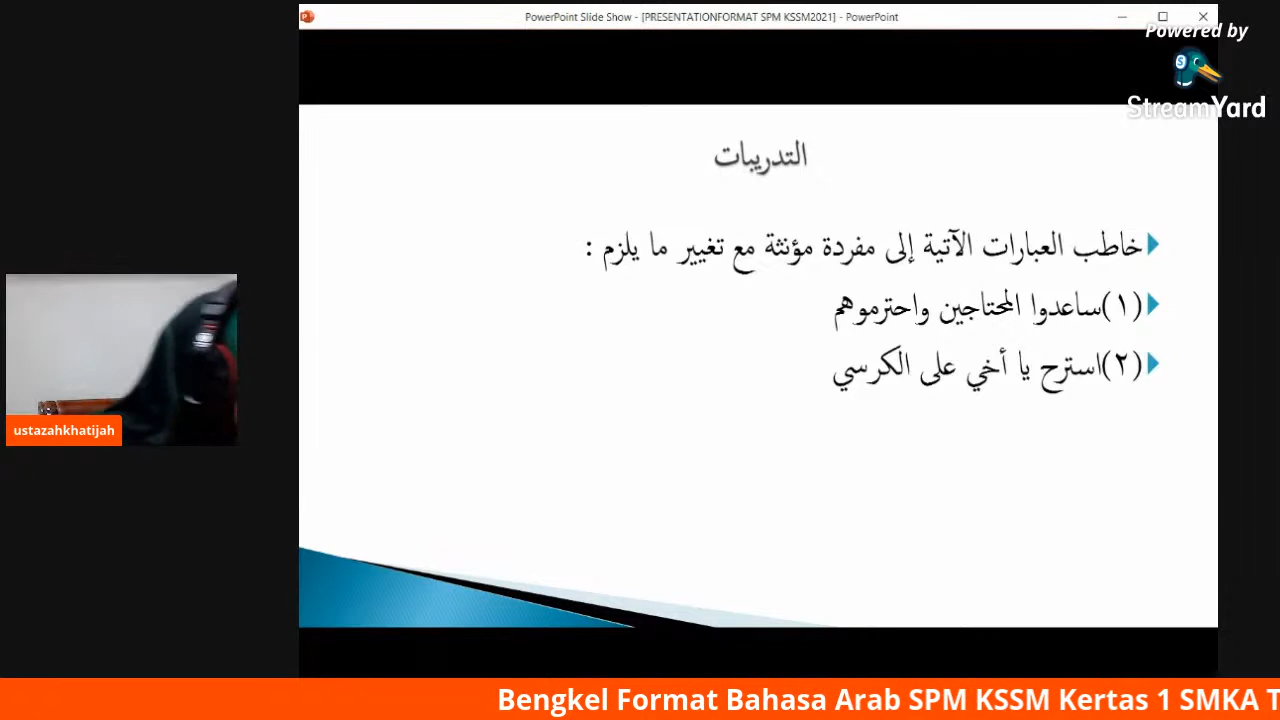 PowerPoint Slide Show - [PRESENTATIONFORMAT SPM KSSM2021] - PowerPoint
Powered by
StreamYard
التدريبات
خاطب العبارات الآتية إلى مفردة مؤنثة مع تغيير ما يلزم :
(١)ساعدوا المحتاجين واحترموهم
(٢)استرح يا أخي على الكرسي
ustazahkhatijah
Bengkel Format Bahasa Arab SPM KSSM Kertas 1 SMKA T